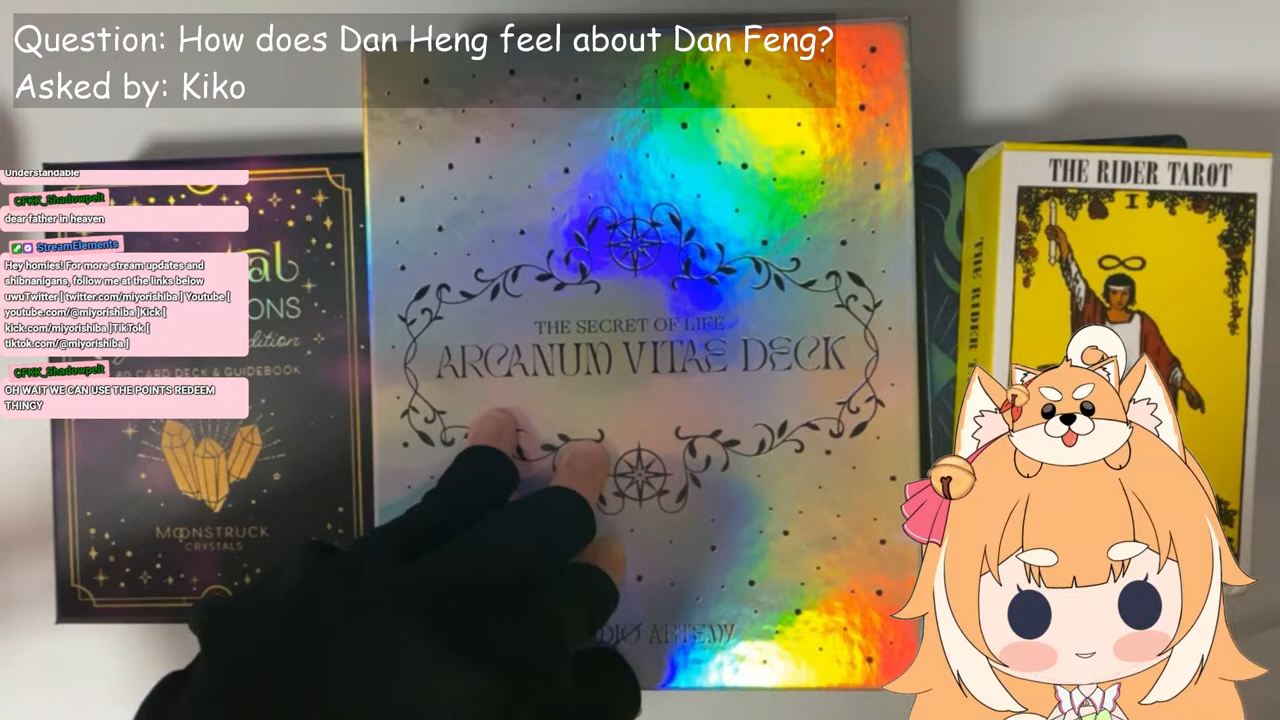 Question: How does Dan Heng feel about Dan Feng?
Asked by: Kiko
Understandable
CFKK_Shadowpelt
dear father in heaven
StreamElements
Hey homies! For more stream updates and
shibnanigans, follow me at the links below
uwuTwitter [ twitter.com/miyorishiba ] Youtube [
youtube.com/@miyorishiba ]Kick [
kick.com/miyorishiba ]TikTok [
tiktok.com/@miyorishiba ]
CFKK_Shadowpelt
OH WAIT WE CAN USE THE POINTS REDEEM
THINGY
CARD DECK & GUIDEBOOK
MOONSTRUCK
CRYSTALS
THE SECRET OF LIFE
ARCANUM VITAE DECK
ARTEMY
THE RIDER TAROT
I
THE RIDER